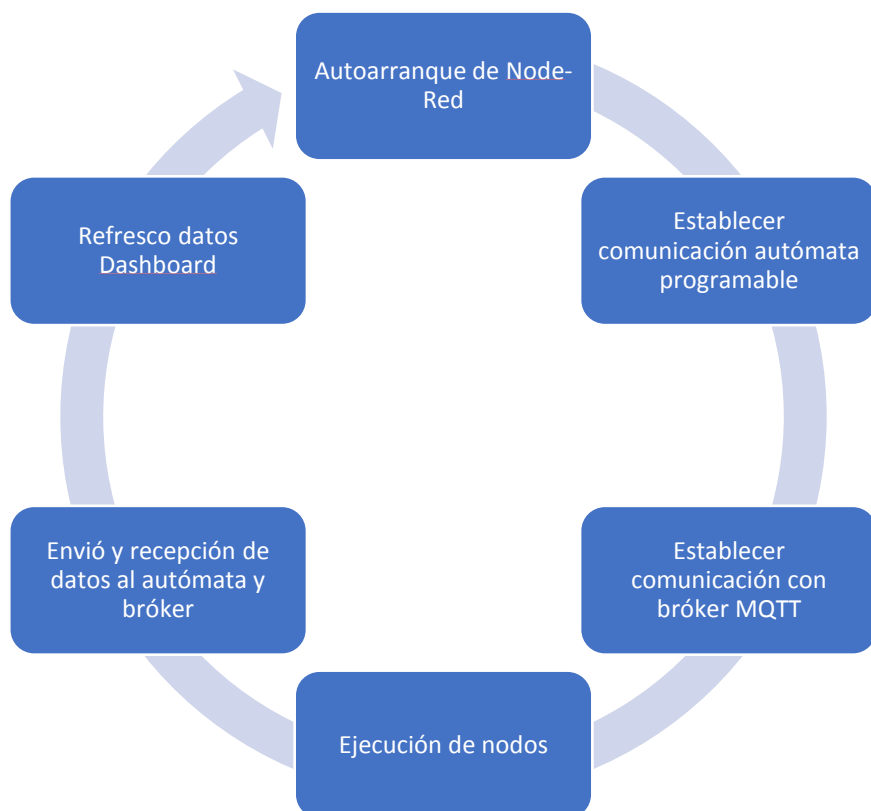 Autoarranque de Node-
Red
Establecer
comunicación autómata
programable
Establecer
comunicación con
bróker MQTT
Ejecución de nodos
Envió y recepción de
datos al autómata y
bróker
Refresco datos
Dashboard